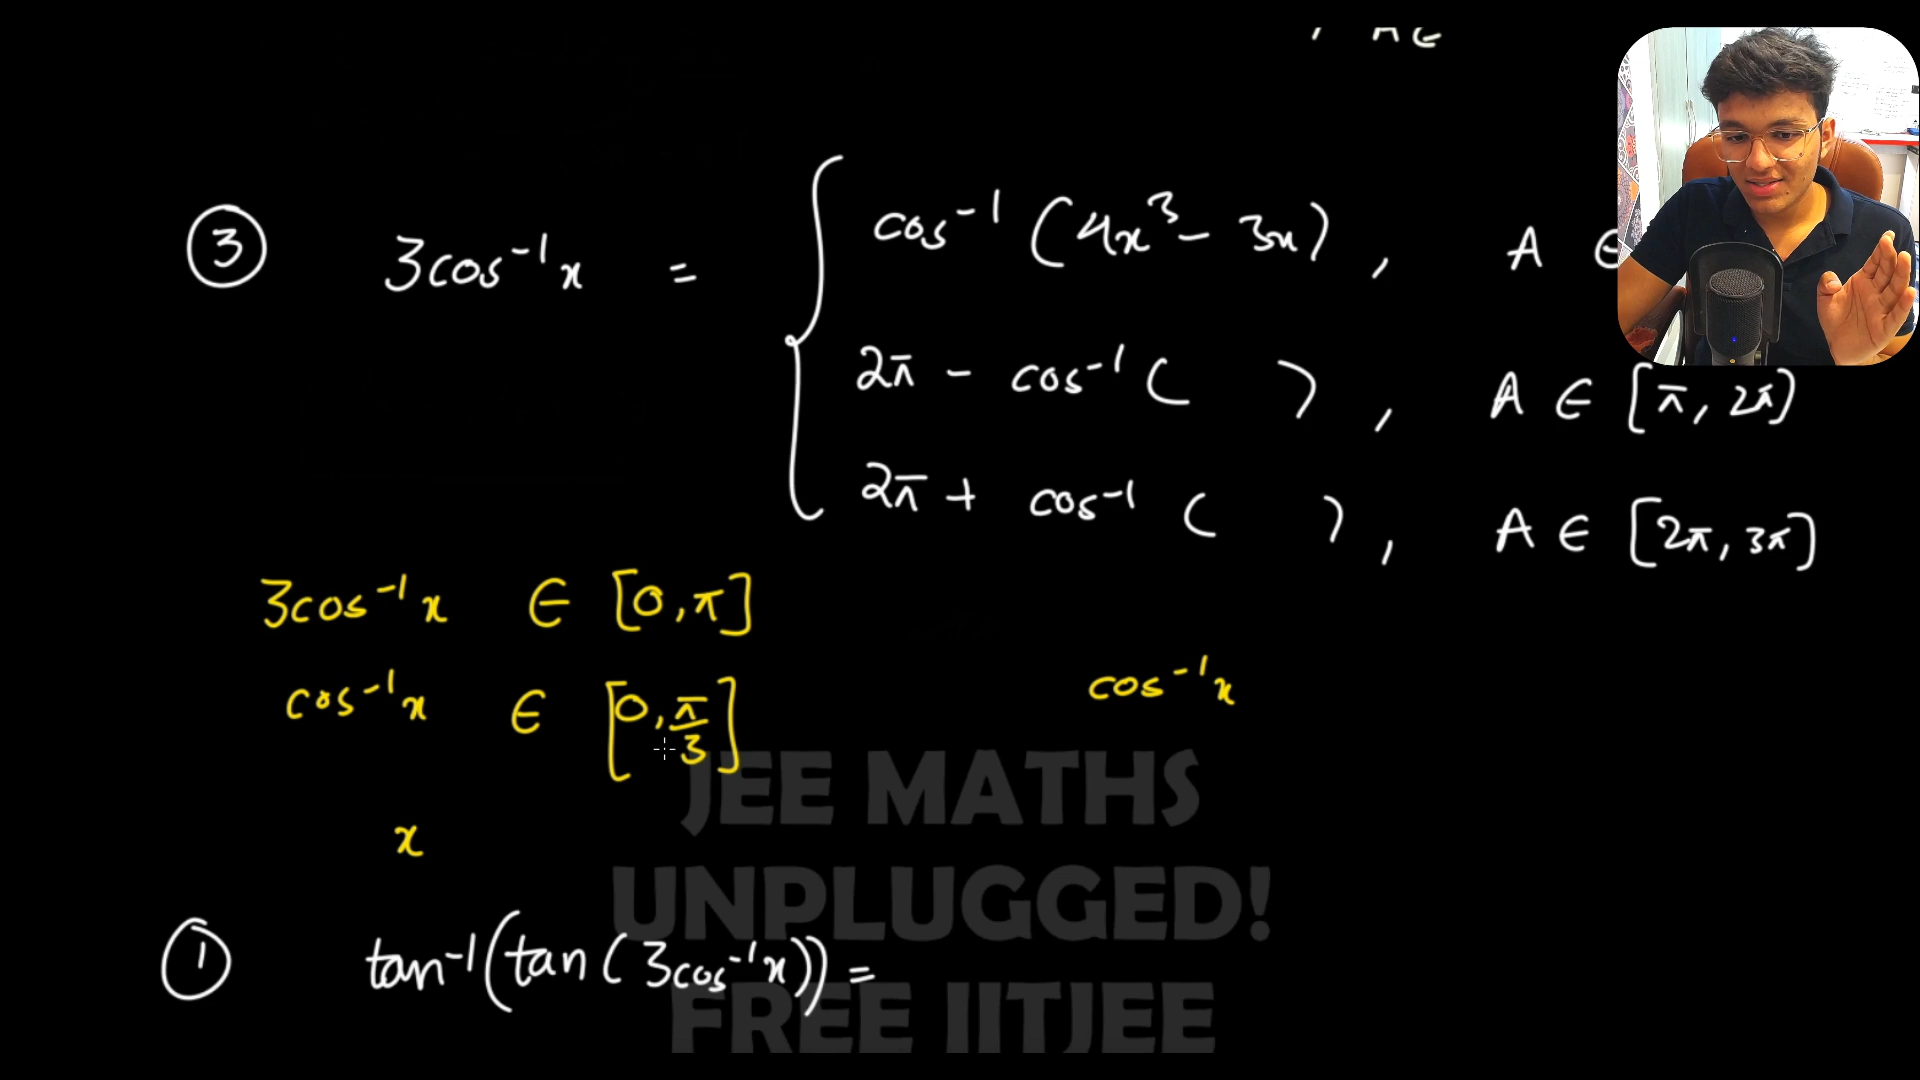 , A ∈
③ 3cos⁻¹x = { cos⁻¹(4x³ - 3x), A ∈
2π - cos⁻¹( ), A ∈ [π, 2π]
2π + cos⁻¹( ), A ∈ [2π, 3π]
3cos⁻¹x ∈ [0, π]
cos⁻¹x ∈ [0, π/3]
cos⁻¹x
x
① tan⁻¹(tan(3cos⁻¹x)) =
JEE MATHS
UNPLUGGED!
FREE IITJEE